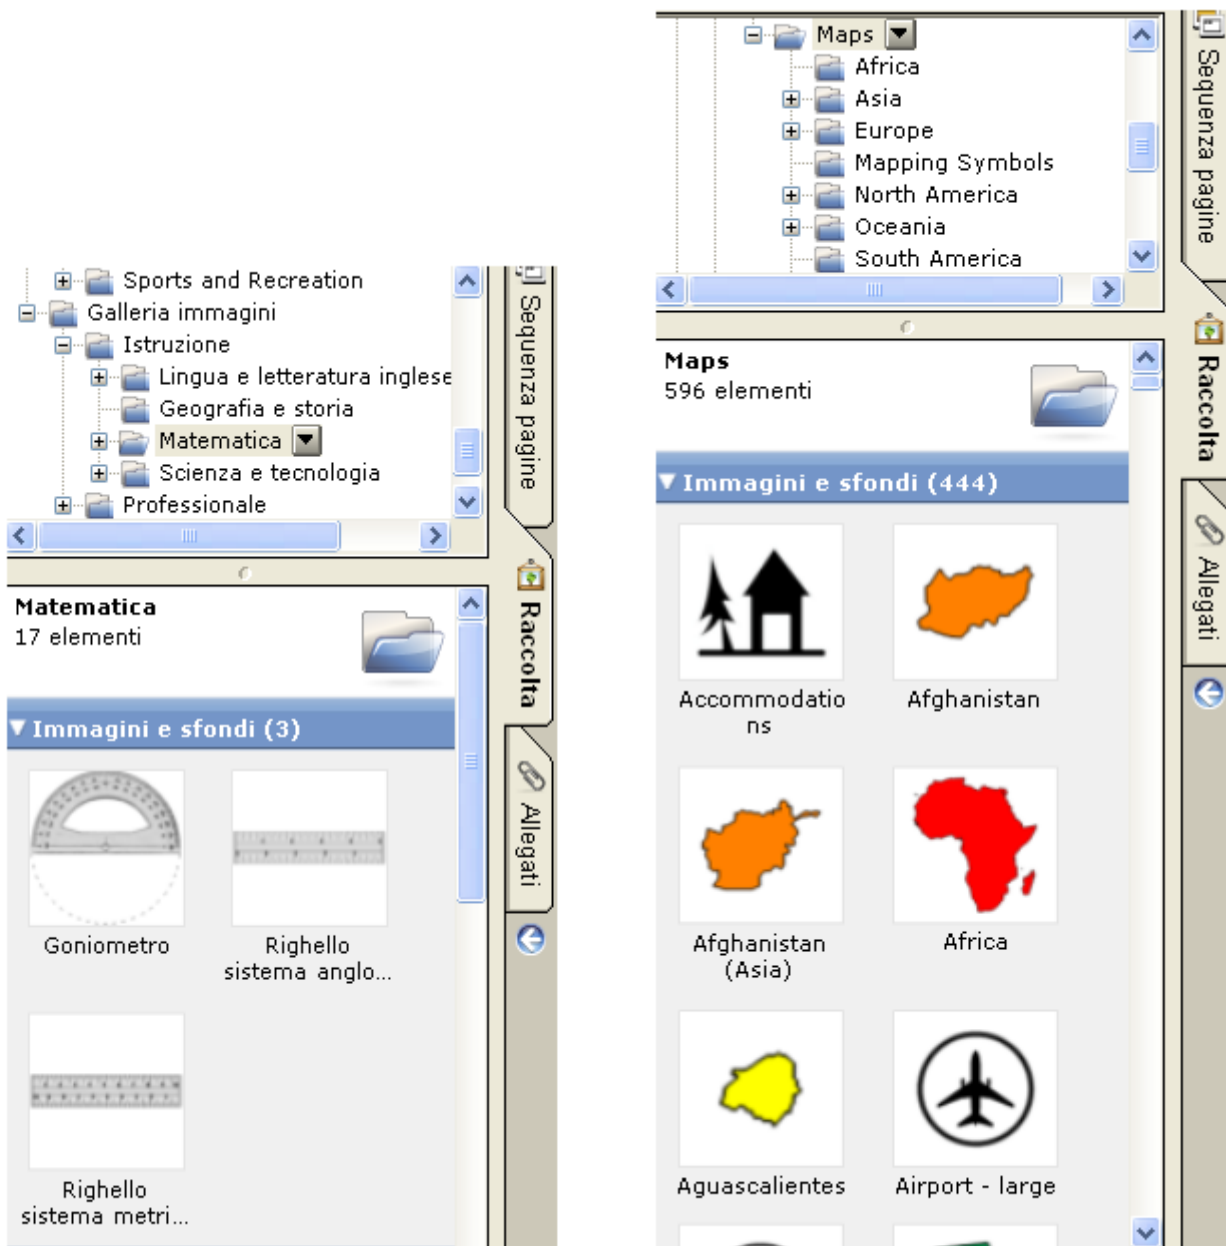 Sports and Recreation
Galleria immagini
Istruzione
Lingua e letteratura inglese
Geografia e storia
Matematica
Scienza e tecnologia
Professionale
Matematica
17 elementi
Immagini e sfondi (3)
Goniometro
Righello
sistema anglo...
Righello
sistema metri...
Sequenza pagine
Raccolta
Allegati
Maps
Africa
Asia
Europe
Mapping Symbols
North America
Oceania
South America
Maps
596 elementi
Immagini e sfondi (444)
Accommodatio
ns
Afghanistan
Afghanistan
(Asia)
Africa
Aguascalientes
Airport - large
Sequenza pagine
Raccolta
Allegati